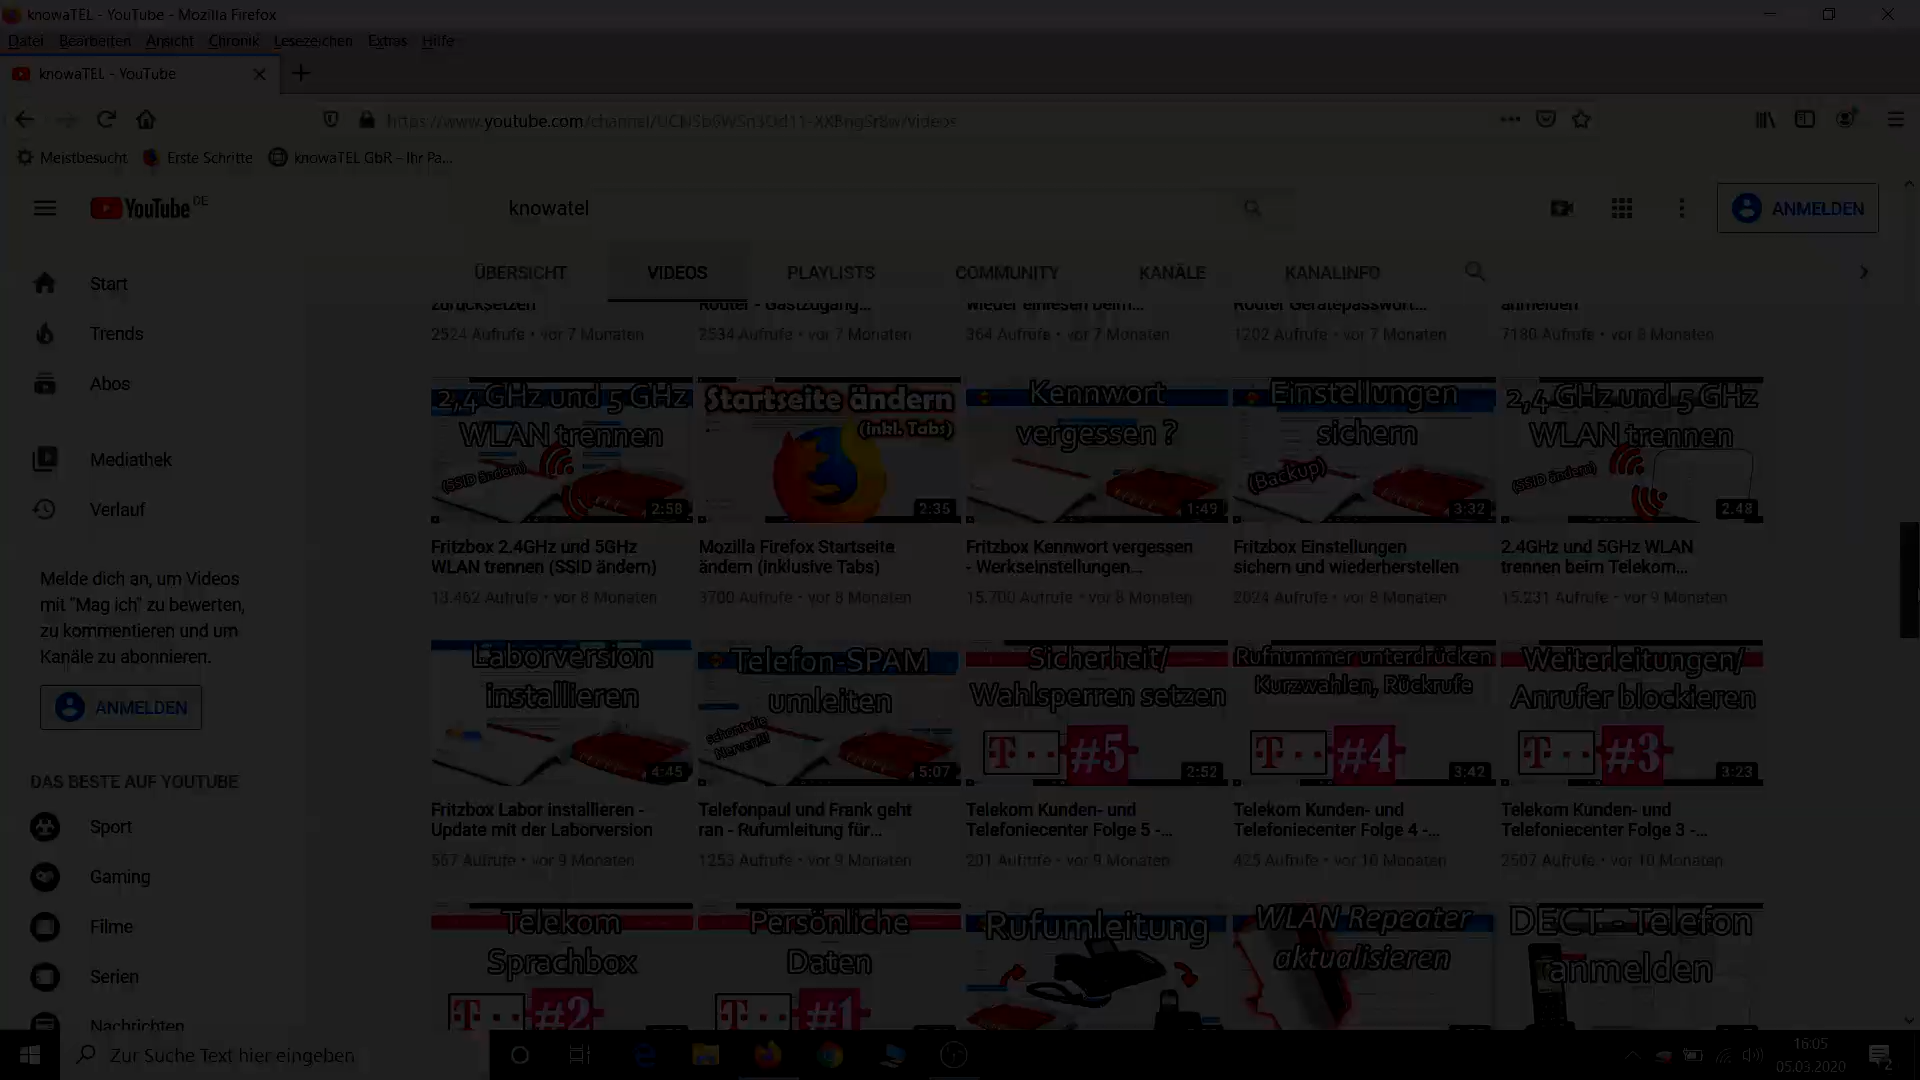 knowaTEL - YouTube - Mozilla Firefox
Datei Bearbeiten Ansicht Chronik Lesezeichen Extras Hilfe
knowaTEL - YouTube
Meistbesucht Erste Schritte knowaTEL GbR – Ihr Pa...
YouTube DE
knowatel
ANMELDEN
ÜBERSICHT VIDEOS PLAYLISTS COMMUNITY KANÄLE KANALINFO
Start
Trends
Abos
Mediathek
Verlauf
Melde dich an, um Videos
mit "Mag ich" zu bewerten,
zu kommentieren und um
Kanäle zu abonnieren.
ANMELDEN
DAS BESTE AUF YOUTUBE
Sport
Gaming
Filme
Serien
Nachrichten
zurücksetzen
2524 Aufrufe • vor 7 Monaten
Router - Gastzugang...
2534 Aufrufe • vor 7 Monaten
wieder einlesen beim...
364 Aufrufe • vor 7 Monaten
Router Gerätepasswort...
1202 Aufrufe • vor 7 Monaten
anmelden
7180 Aufrufe • vor 8 Monaten
2,4 GHz und 5 GHz
WLAN trennen
(SSID ändern)
2:58
Fritzbox 2.4GHz und 5GHz
WLAN trennen (SSID ändern)
13.462 Aufrufe • vor 8 Monaten
Startseite ändern
(inkl. Tabs)
2:35
Mozilla Firefox Startseite
ändern (inklusive Tabs)
3700 Aufrufe • vor 8 Monaten
Kennwort
vergessen ?
1:49
Fritzbox Kennwort vergessen
- Werkseinstellungen...
15.700 Aufrufe • vor 8 Monaten
Einstellungen
sichern
(Backup)
3:32
Fritzbox Einstellungen
sichern und wiederherstellen
2024 Aufrufe • vor 8 Monaten
2,4 GHz und 5 GHz
WLAN trennen
(SSID ändern)
2:48
2.4GHz und 5GHz WLAN
trennen beim Telekom...
15.231 Aufrufe • vor 9 Monaten
Laborversion
installieren
4:45
Fritzbox Labor installieren -
Update mit der Laborversion
557 Aufrufe • vor 9 Monaten
Telefon-SPAM
umleiten
schont die
Nerven!!!
5:07
Telefonpaul und Frank geht
ran - Rufumleitung für...
1253 Aufrufe • vor 9 Monaten
Sicherheit/
Wahlsperren setzen
T #5
2:52
Telekom Kunden- und
Telefoniecenter Folge 5 -...
201 Aufrufe • vor 9 Monaten
Rufnummer unterdrücken
Kurzwahlen, Rückrufe
T #4
3:42
Telekom Kunden- und
Telefoniecenter Folge 4 -...
425 Aufrufe • vor 10 Monaten
Weiterleitungen/
Anrufer blockieren
T #3
3:23
Telekom Kunden- und
Telefoniecenter Folge 3 -...
2507 Aufrufe • vor 10 Monaten
Telekom
Sprachbox
T #2
Persönliche
Daten
T #1
Rufumleitung
WLAN Repeater
aktualisieren
DECT - Telefon
anmelden
Zur Suche Text hier eingeben
16:05
05.03.2020
2